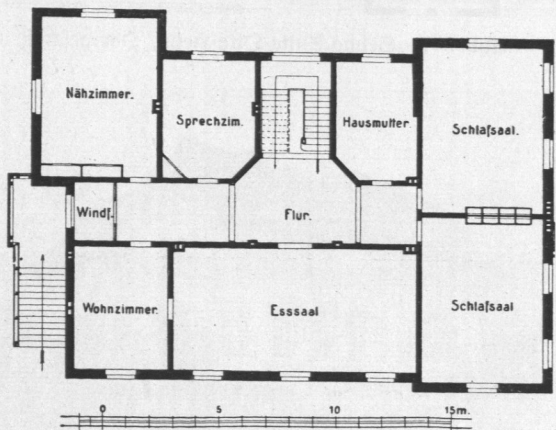 Nähzimmer.
Sprechzim.
Hausmutter.
Schlafsaal.
Windf.
Flur.
Wohnzimmer.
Esssaal
Schlafsaal
0 5 10 15m.